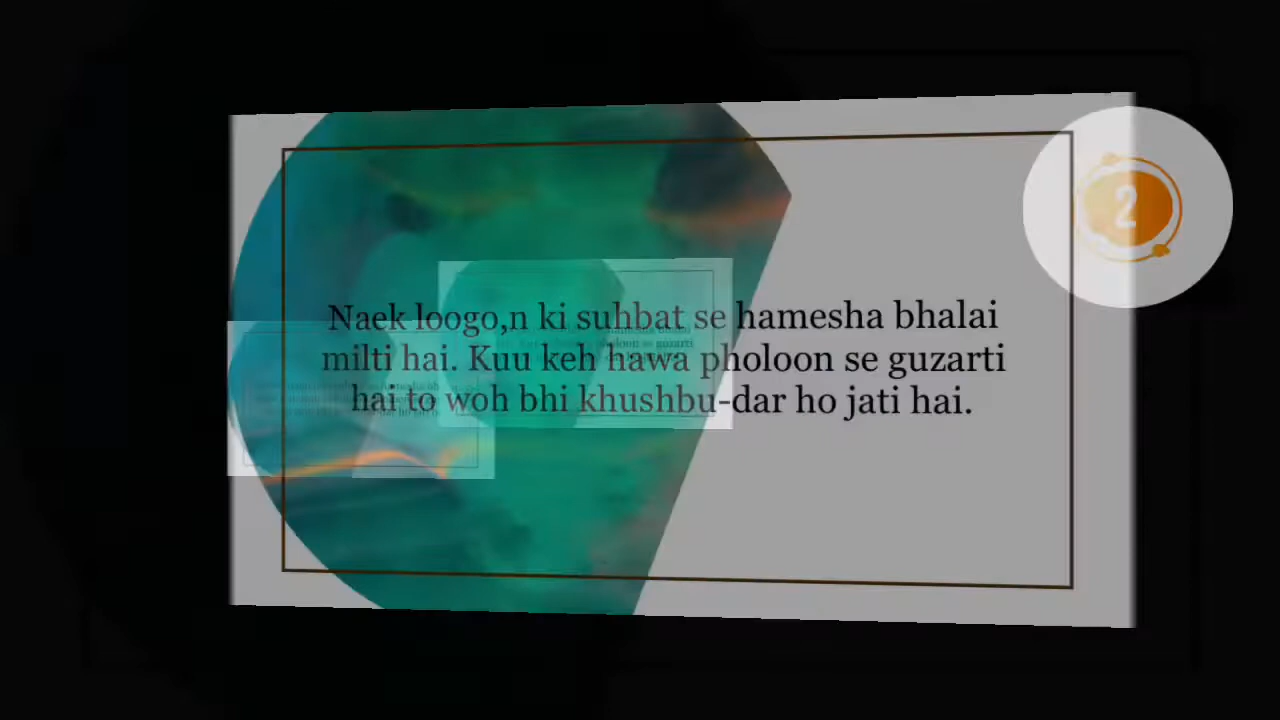 2
Naek loogo,n ki suhbat se hamesha bhalai
milti hai. Kuu keh hawa pholoon se guzarti
hai to woh bhi khushbu-dar ho jati hai.